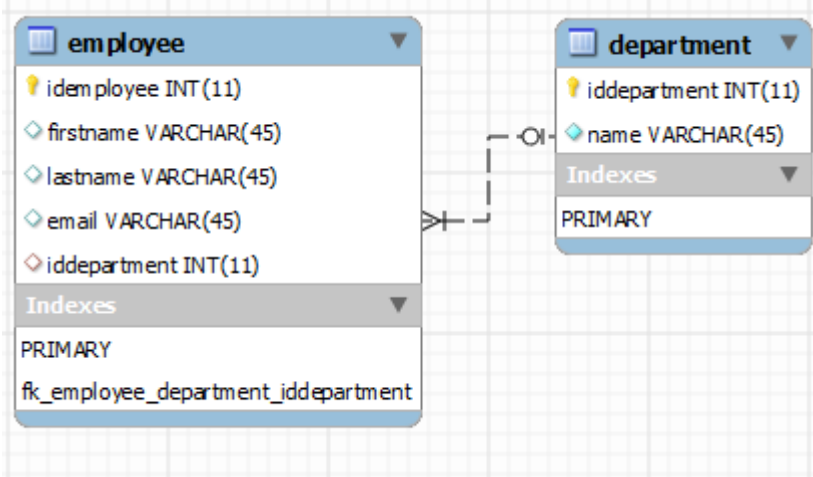 employee
idemployee INT(11)
firstname VARCHAR(45)
lastname VARCHAR(45)
email VARCHAR(45)
iddepartment INT(11)
Indexes
PRIMARY
fk_employee_department_iddepartment
department
iddepartment INT(11)
name VARCHAR(45)
Indexes
PRIMARY